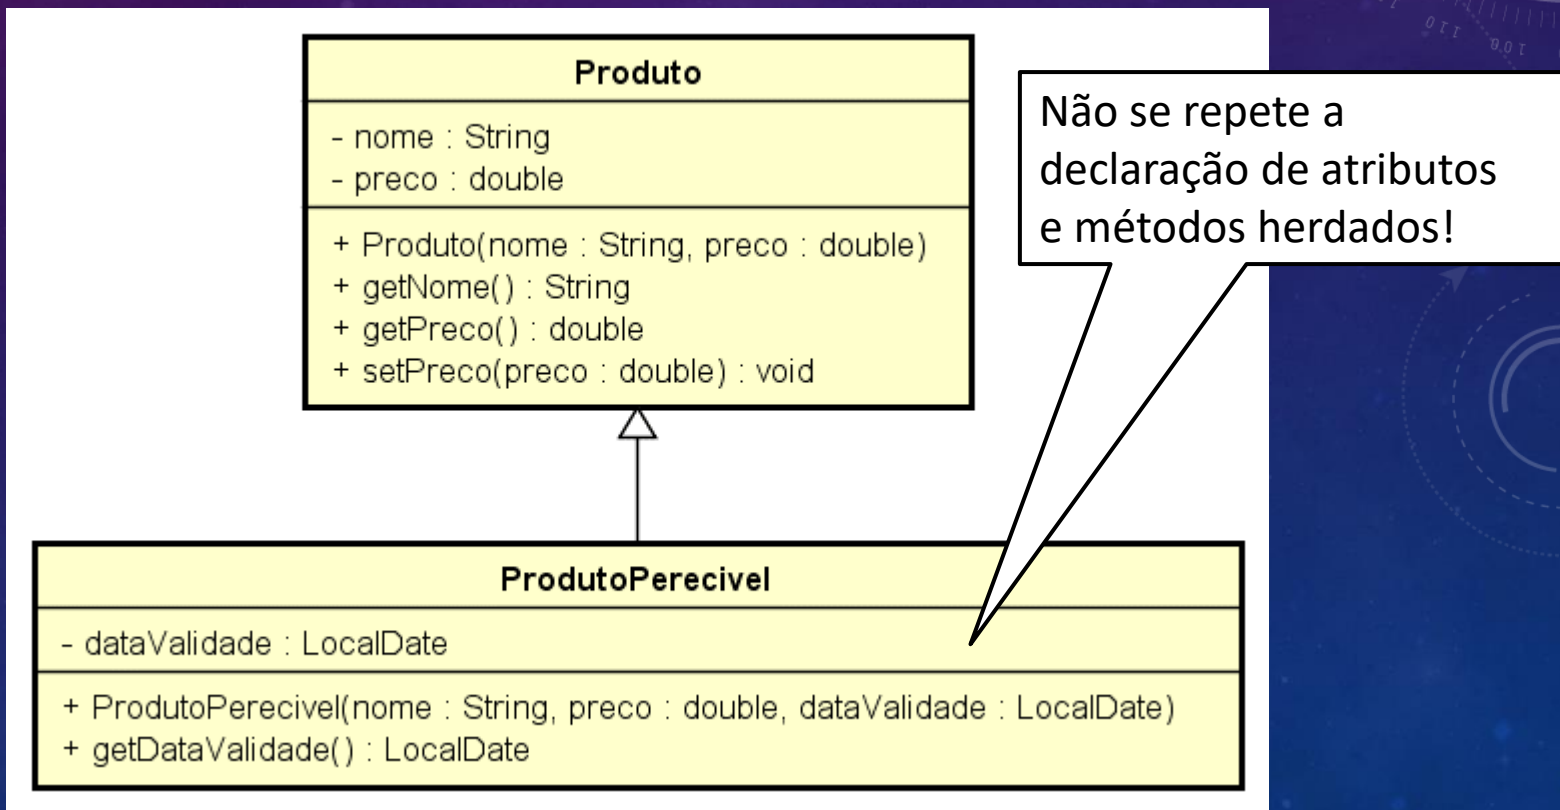 Produto
- nome : String
- preco : double
+ Produto(nome : String, preco : double)
+ getNome() : String
+ getPreco() : double
+ setPreco(preco : double) : void
Não se repete a
declaração de atributos
e métodos herdados!
ProdutoPerecivel
- dataValidade : LocalDate
+ ProdutoPerecivel(nome : String, preco : double, dataValidade : LocalDate)
+ getDataValidade() : LocalDate